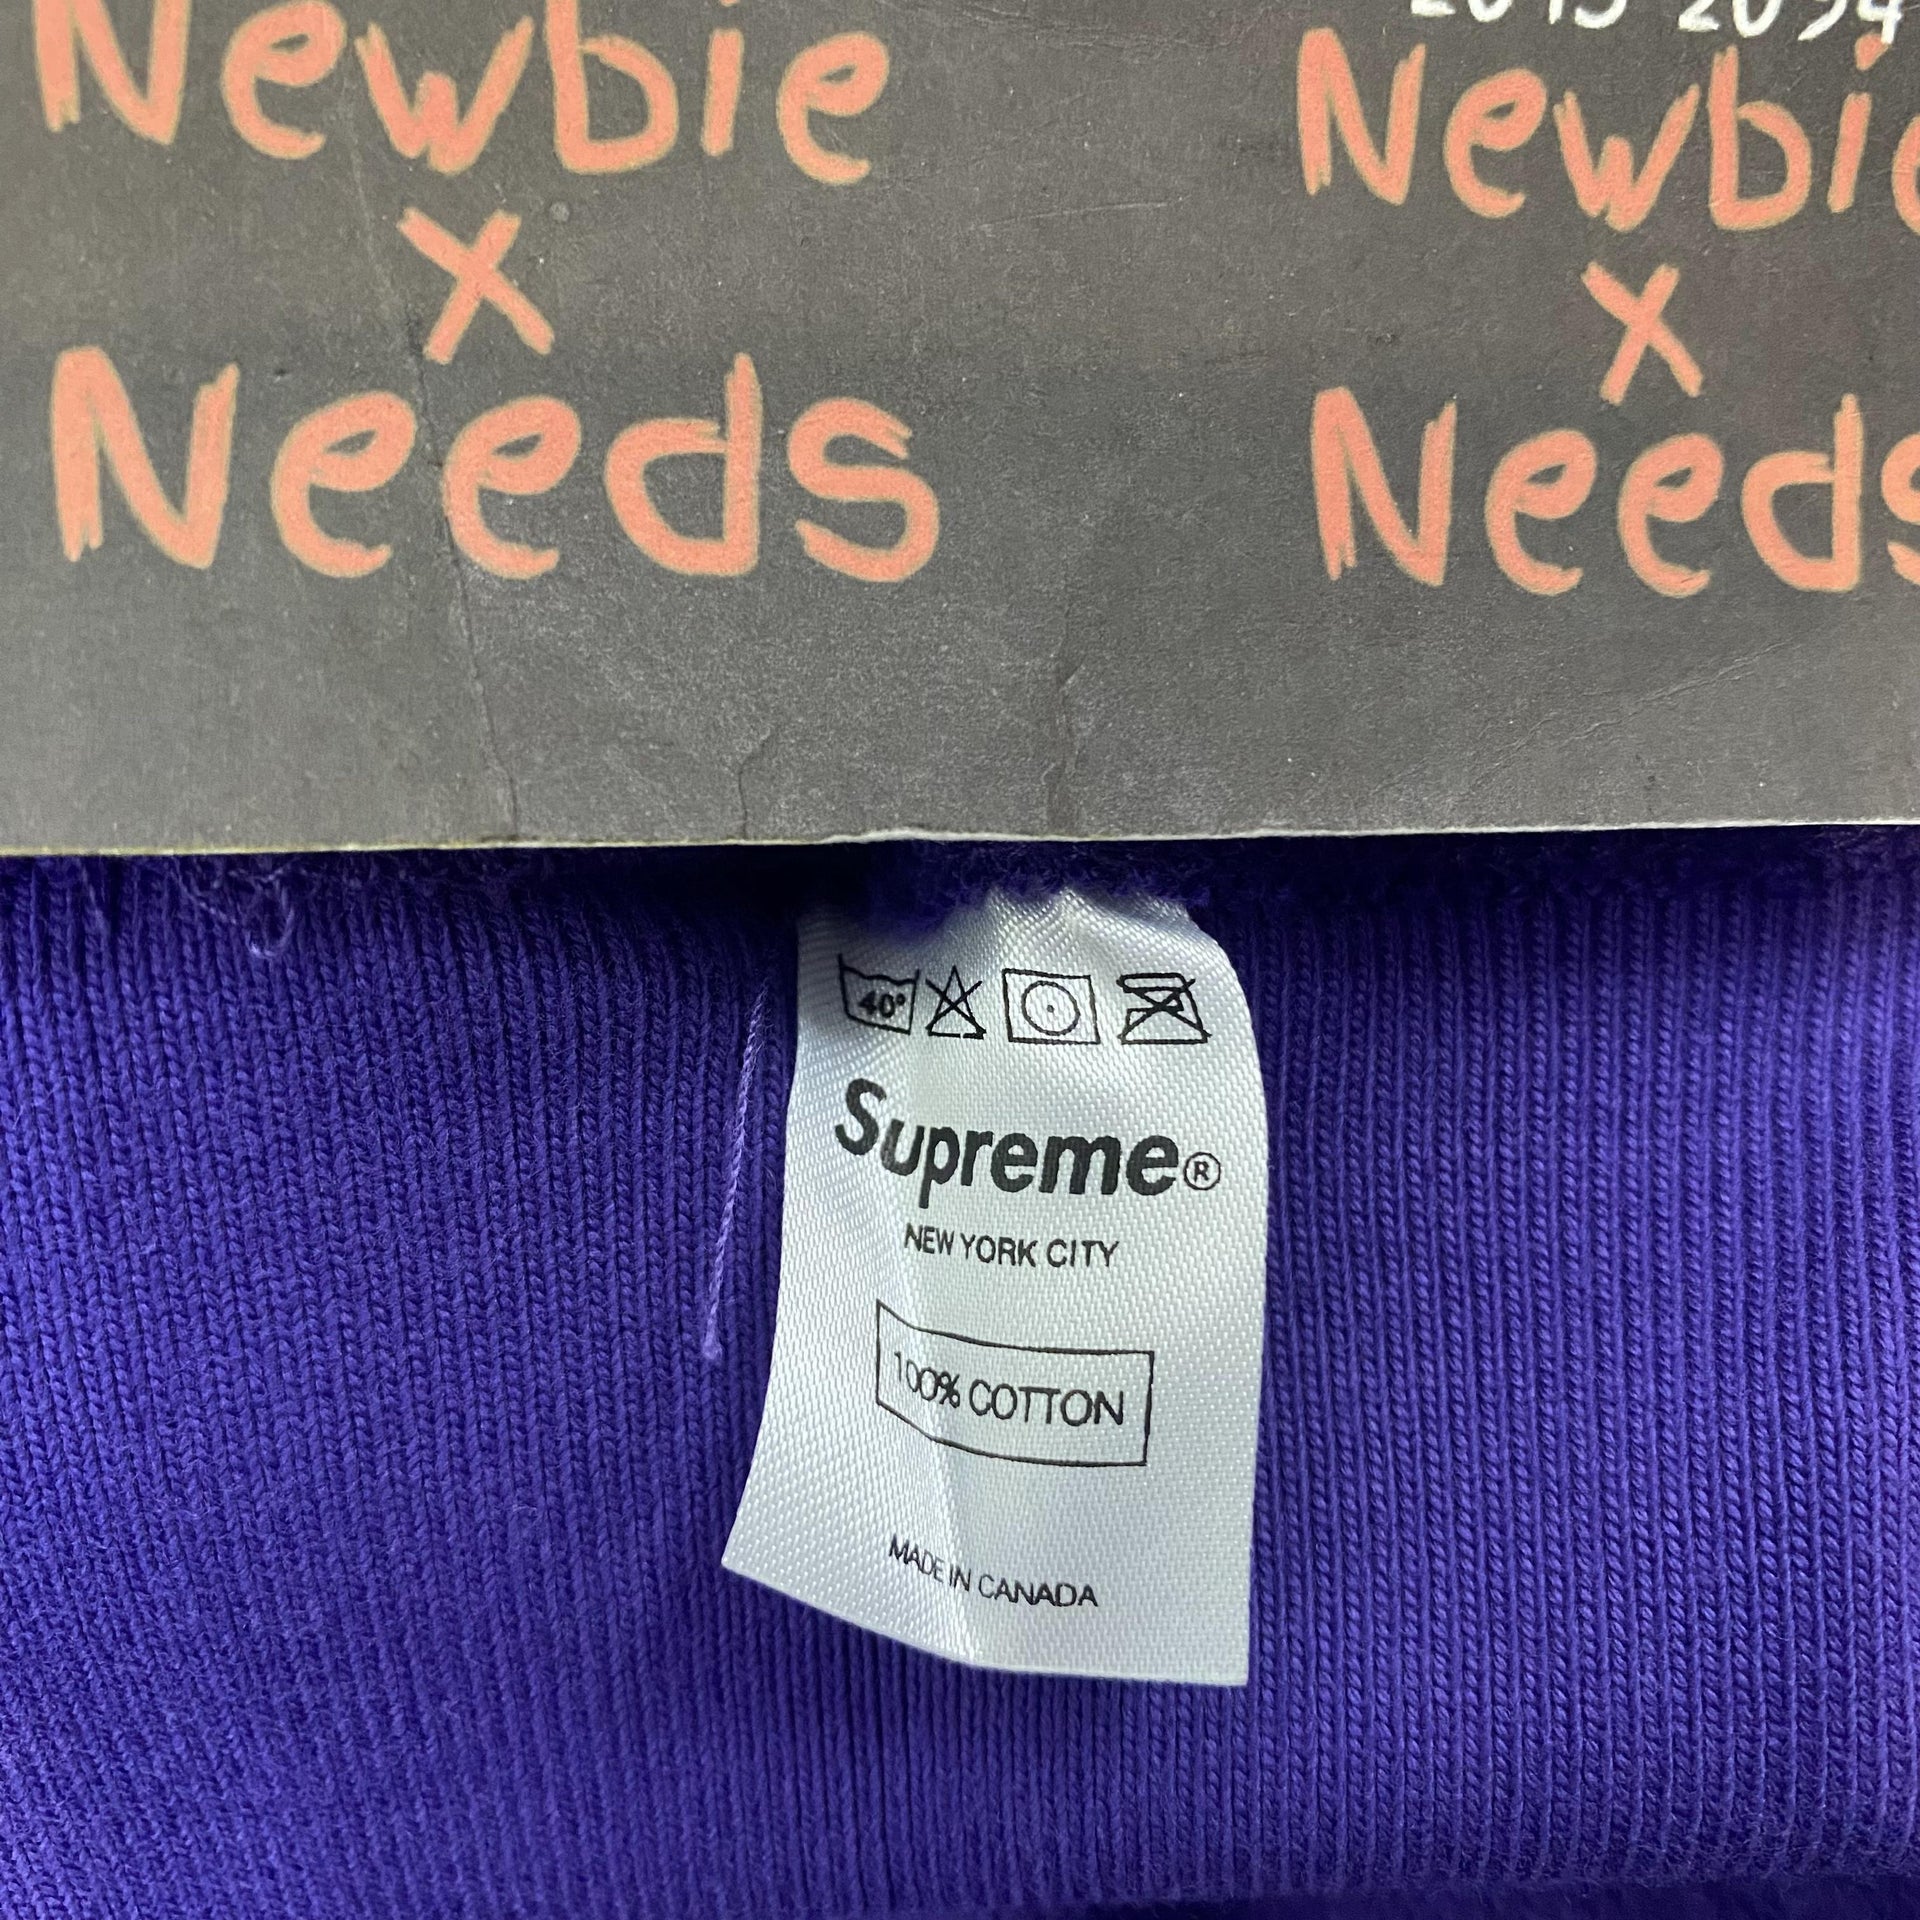 Newbie
x
Needs
Newbie
x
Needs
40°
Supreme®
NEW YORK CITY
100% COTTON
MADE IN CANADA